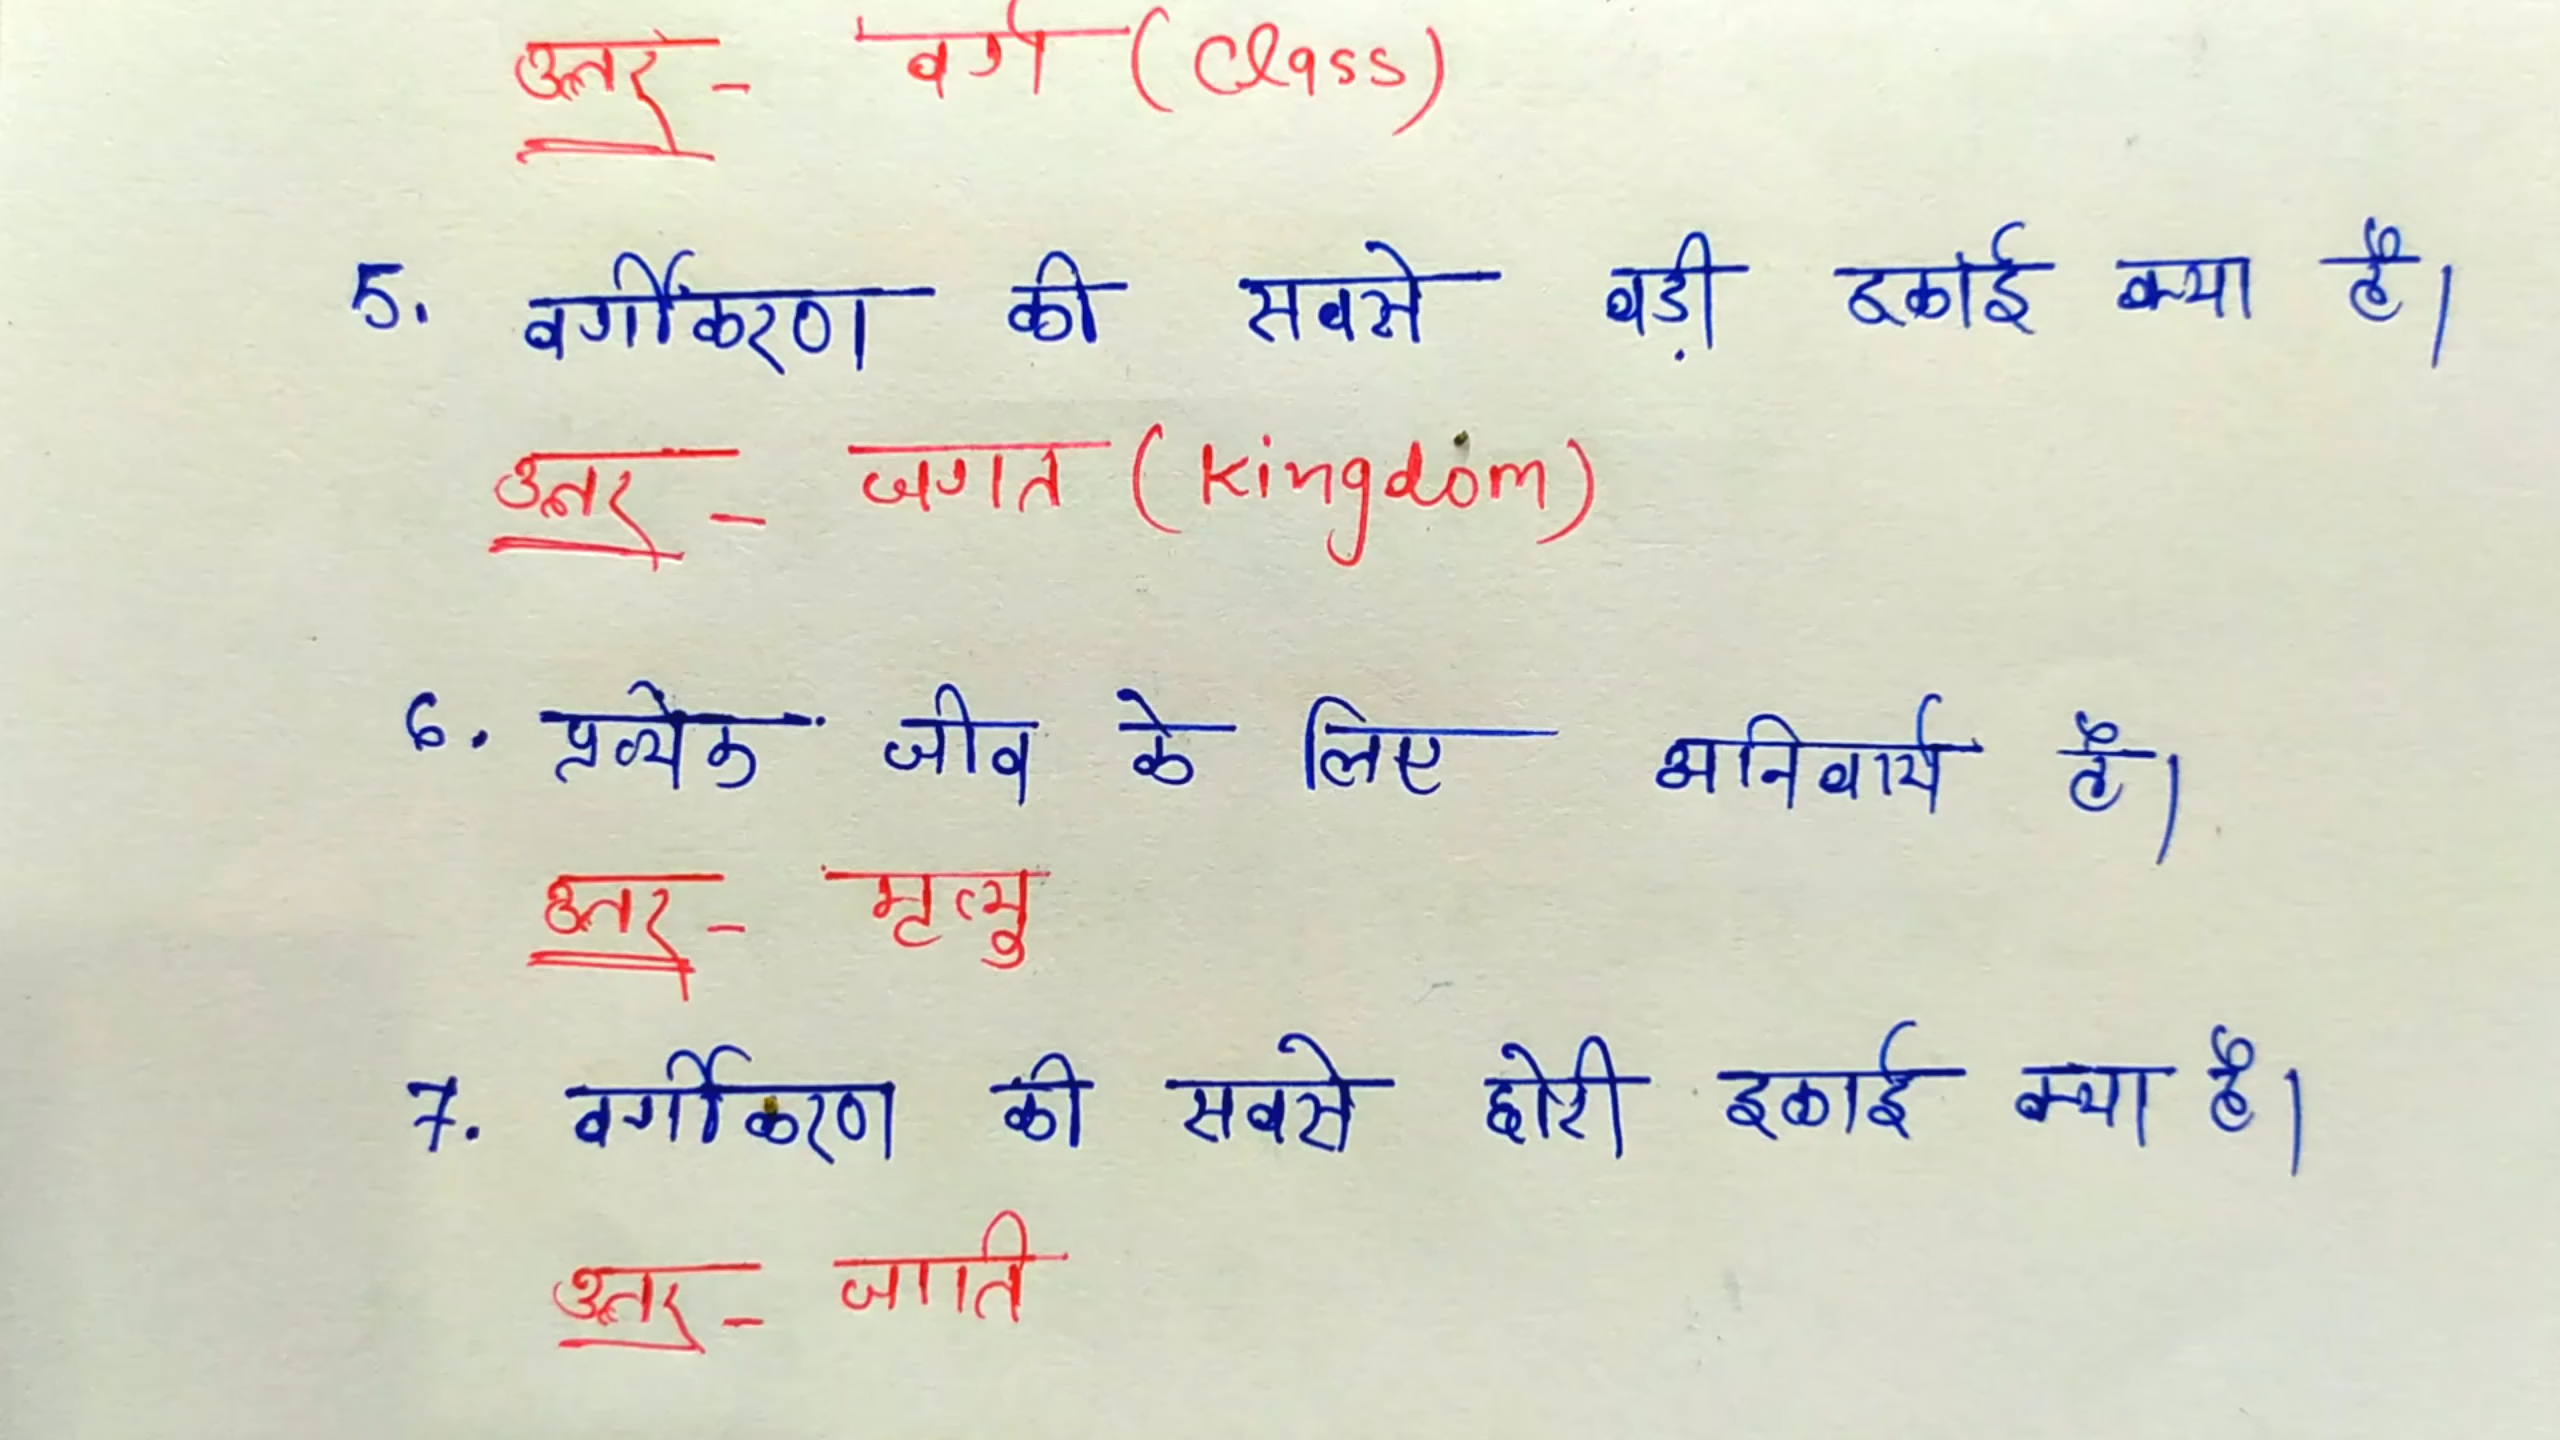 उत्तर - वर्ग (Class)
5. वर्गीकरण की सबसे बड़ी इकाई क्या है।
उत्तर - जगत (Kingdom)
6. प्रत्येक जीव के लिए अनिवार्य है।
उत्तर - मृत्यु
7. वर्गीकरण की सबसे छोटी इकाई क्या है।
उत्तर - जाति